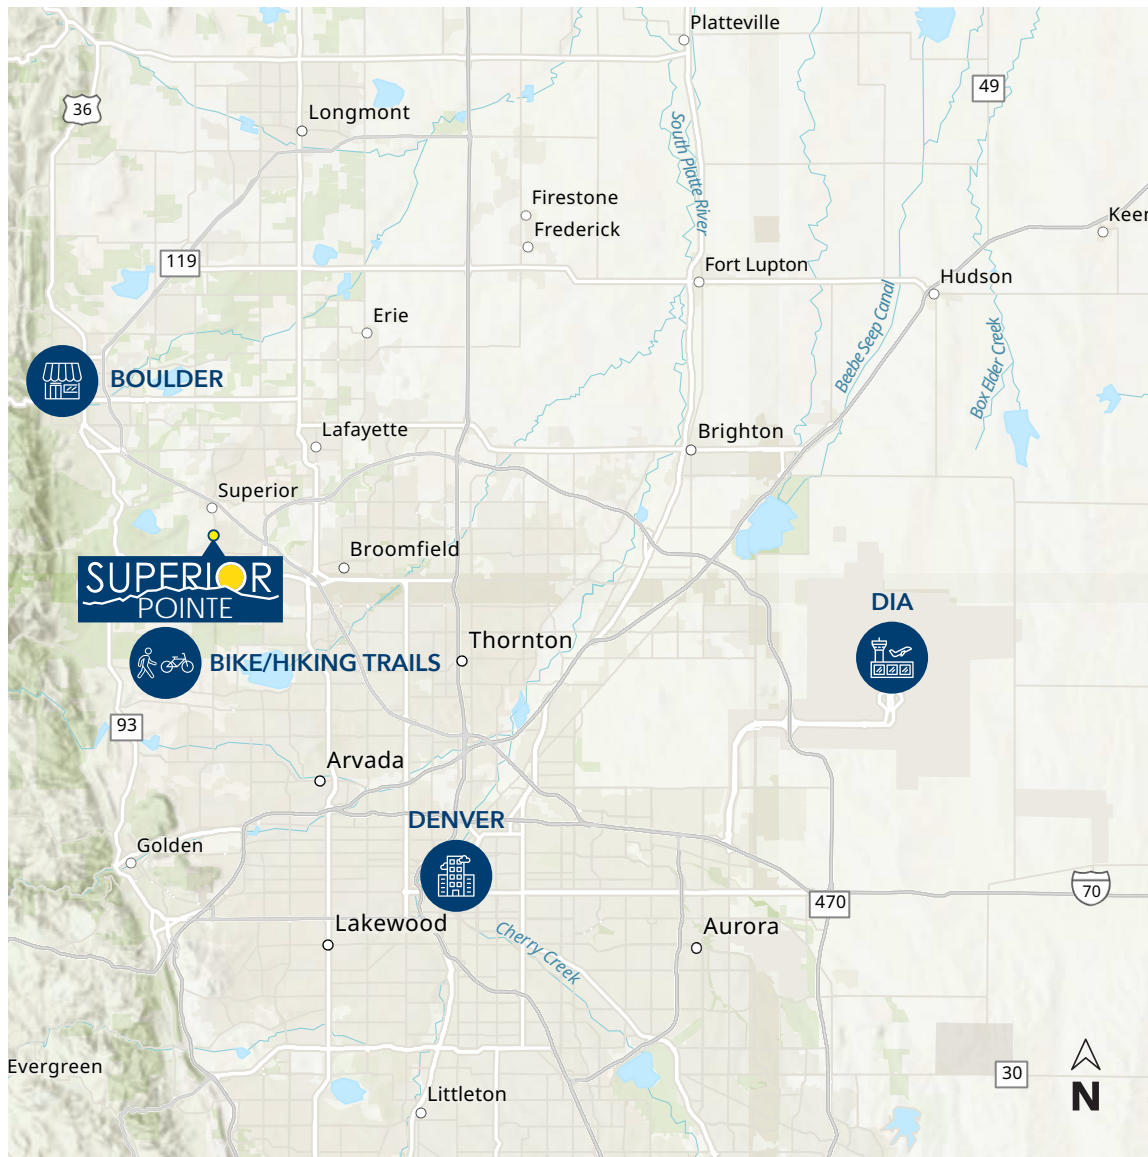 Platteville
49
36
Longmont
South Platte River
Firestone
Frederick
Keen
119
Fort Lupton
Hudson
Beebe Seep Canal
Box Elder Creek
Erie
BOULDER
Lafayette
Brighton
Superior
Broomfield
SUPERIOR
POINTE
DIA
Thornton
BIKE/HIKING TRAILS
93
Arvada
DENVER
Golden
70
470
Lakewood
Aurora
Cherry Creek
Evergreen
30
Littleton
N